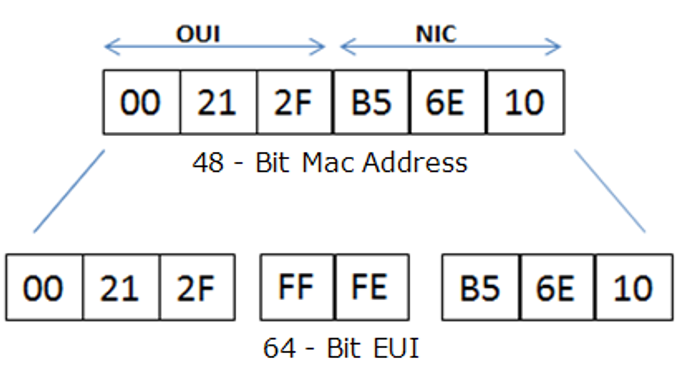 OUI NIC
00 21 2F B5 6E 10
48 - Bit Mac Address
00 21 2F FF FE B5 6E 10
64 - Bit EUI